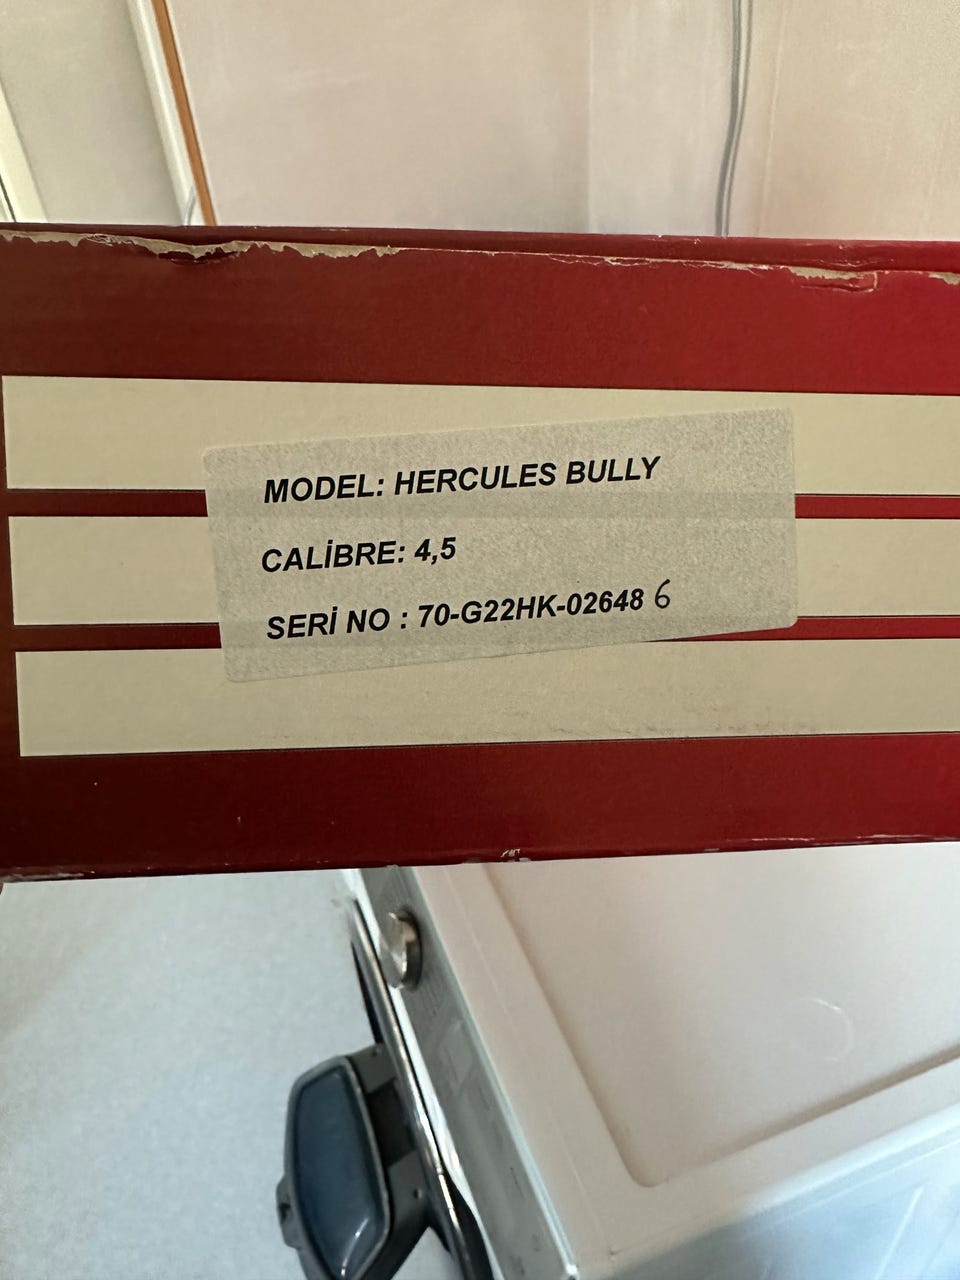 MODEL: HERCULES BULLY
CALİBRE: 4,5
SERİ NO : 70-G22HK-02648 6